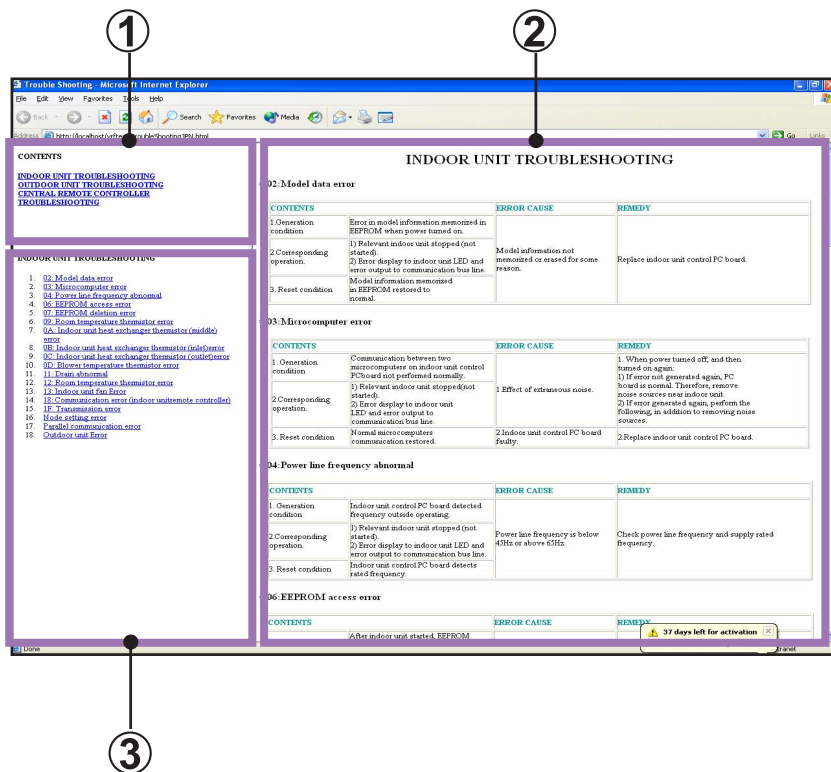 1
2
Trouble Shooting - Microsoft Internet Explorer
File Edit View Favorites Tools Help
Back Search Favorites Media
Address http://localhost/vrftest/troubleShootingJPN.html Go Links
CONTENTS
INDOOR UNIT TROUBLESHOOTING
OUTDOOR UNIT TROUBLESHOOTING
CENTRAL REMOTE CONTROLLER
TROUBLESHOOTING
INDOOR UNIT TROUBLESHOOTING
1. 02: Model data error
2. 03: Microcomputer error
3. 04: Power line frequency abnormal
4. 06: EEPROM access error
5. 07: EEPROM deletion error
6. 09: Room temperature thermistor error
7. 0A: Indoor unit heat exchanger thermistor (middle)
error
8. 0B: Indoor unit heat exchanger thermistor (inlet)error
9. 0C: Indoor unit heat exchanger thermistor (outlet)error
10. 0D: Blower temperature thermistor error
11. 11: Drain abnormal
12. 12: Room temperature thermistor error
13. 13: Indoor unit fan Error
14. 18: Communication error (indoor unitremote controller)
15. 1F: Transmission error
16. Node setting error
17. Parallel communication error
18. Outdoor unit Error
INDOOR UNIT TROUBLESHOOTING
02:Model data error
CONTENTS ERROR CAUSE REMEDY
1.Generation
condition
Error in model information memorized in
EEPROM when power turned on.
2.Corresponding
operation.
1) Relevant indoor unit stopped (not
started).
2) Error display to indoor unit LED and
error output to communication bus line.
3. Reset condition
Model information memorized
in EEPROM restored to
normal.
Model information not
memorized or erased for some
reason.
Replace indoor unit control PC board.
03:Microcomputer error
CONTENTS ERROR CAUSE REMEDY
1. Generation
condition
Communication between two
microcomputers on indoor unit control
PCboard not performed normally.
2.Corresponding
operation.
1) Relevant indoor unit stopped(not
started).
2) Error display to indoor unit
LED and error output to
communication bus line.
1.Effect of extraneous noise.
1. When power turned off, and then
turned on again:
1) If error not generated again, PC
board is normal. Therefore, remove
noise sources near indoor unit.
2) If error generated again, perform the
following, in addition to removing noise
sources.
3. Reset condition
Normal microcomputers
communication restored.
2.Indoor unit control PC board
faulty.
2.Replace indoor unit control PC board.
04:Power line frequency abnormal
CONTENTS ERROR CAUSE REMEDY
1. Generation
condition
Indoor unit control PC board detected
frequency outside operating.
2.Corresponding
operation.
1) Relevant indoor unit stopped (not
started).
2) Error display to indoor unit LED and
error output to communication bus line.
3. Reset condition
Indoor unit control PC board detects
rated frequency.
Power line frequency is below
45Hz or above 65Hz.
Check power line frequency and supply rated
frequency.
06:EEPROM access error
CONTENTS ERROR CAUSE REMEDY
After indoor unit started, EEPROM
37 days left for activation
Done
3